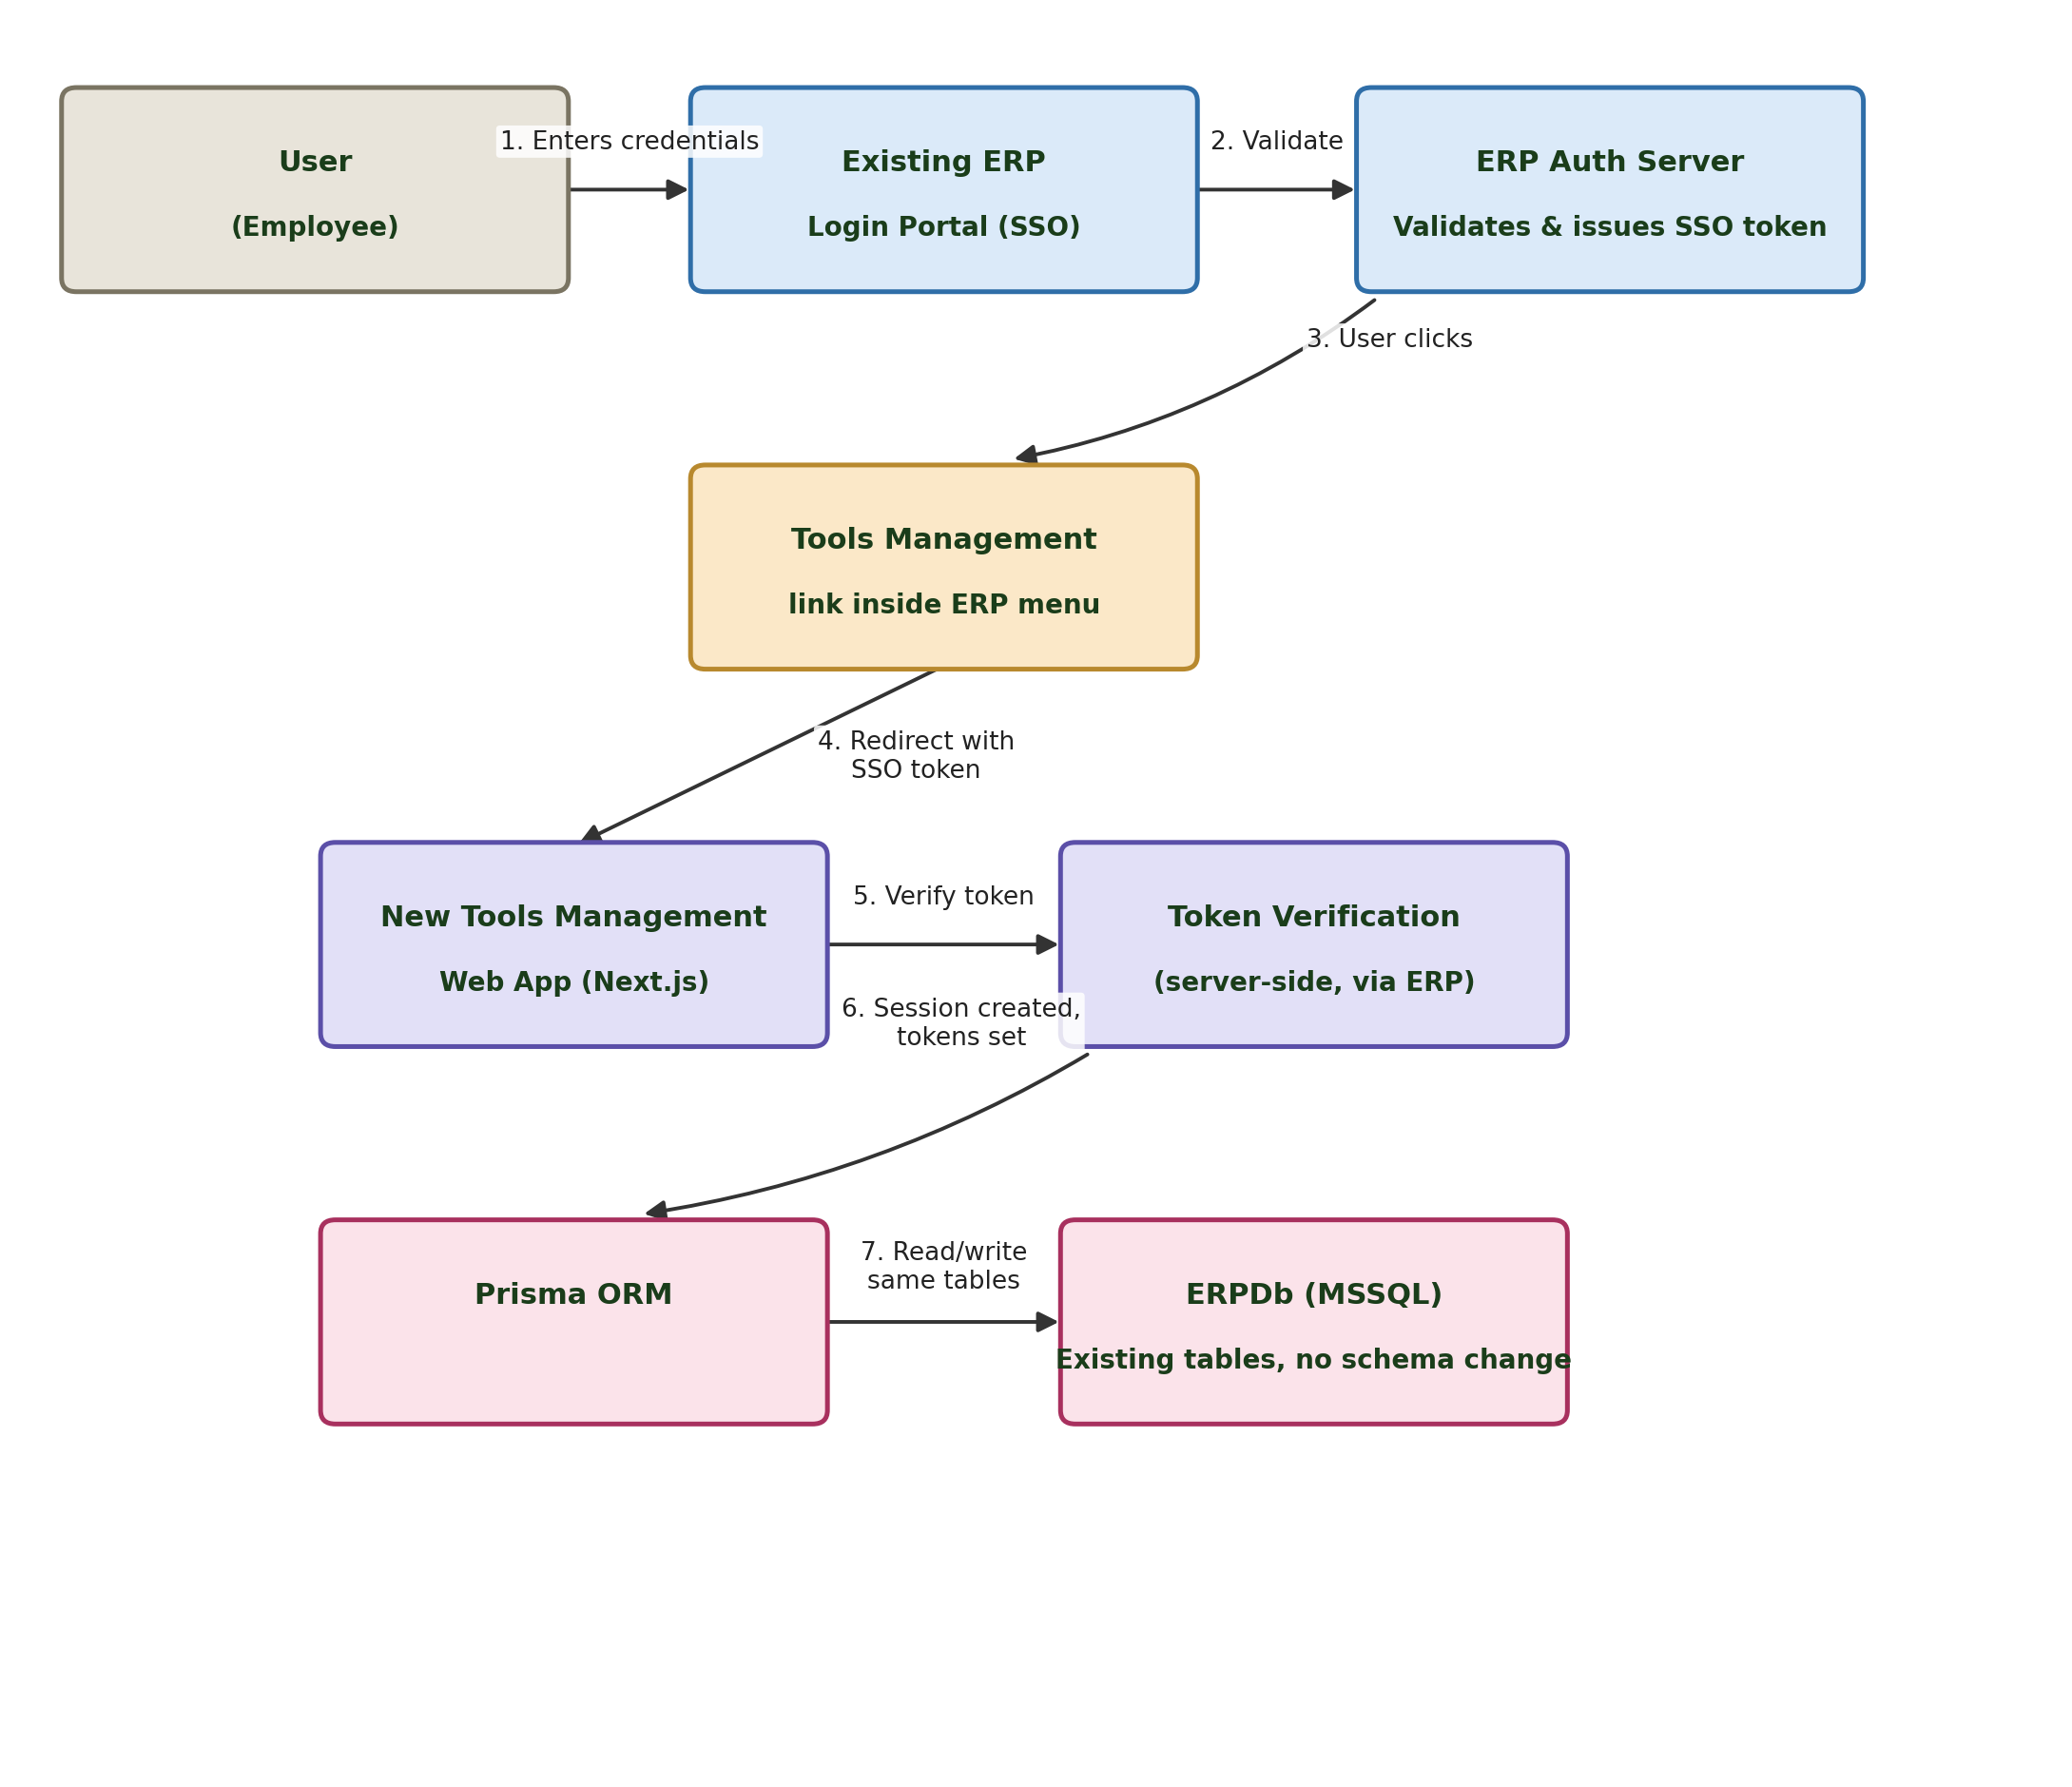 1. Enters credentials
2. Validate
User
Existing ERP
ERP Auth Server
(Employee)
Login Portal (SSO)
Validates & issues SSO token
3. User clicks
Tools Management
link inside ERP menu
4. Redirect with
SSO token
5. Verify token
New Tools Management
Token Verification
Web App (Next.js)
(server-side, via ERP)
6. Session created,
tokens set
7. Read/write
same tables
Prisma ORM
ERPDb (MSSQL)
Existing tables, no schema change